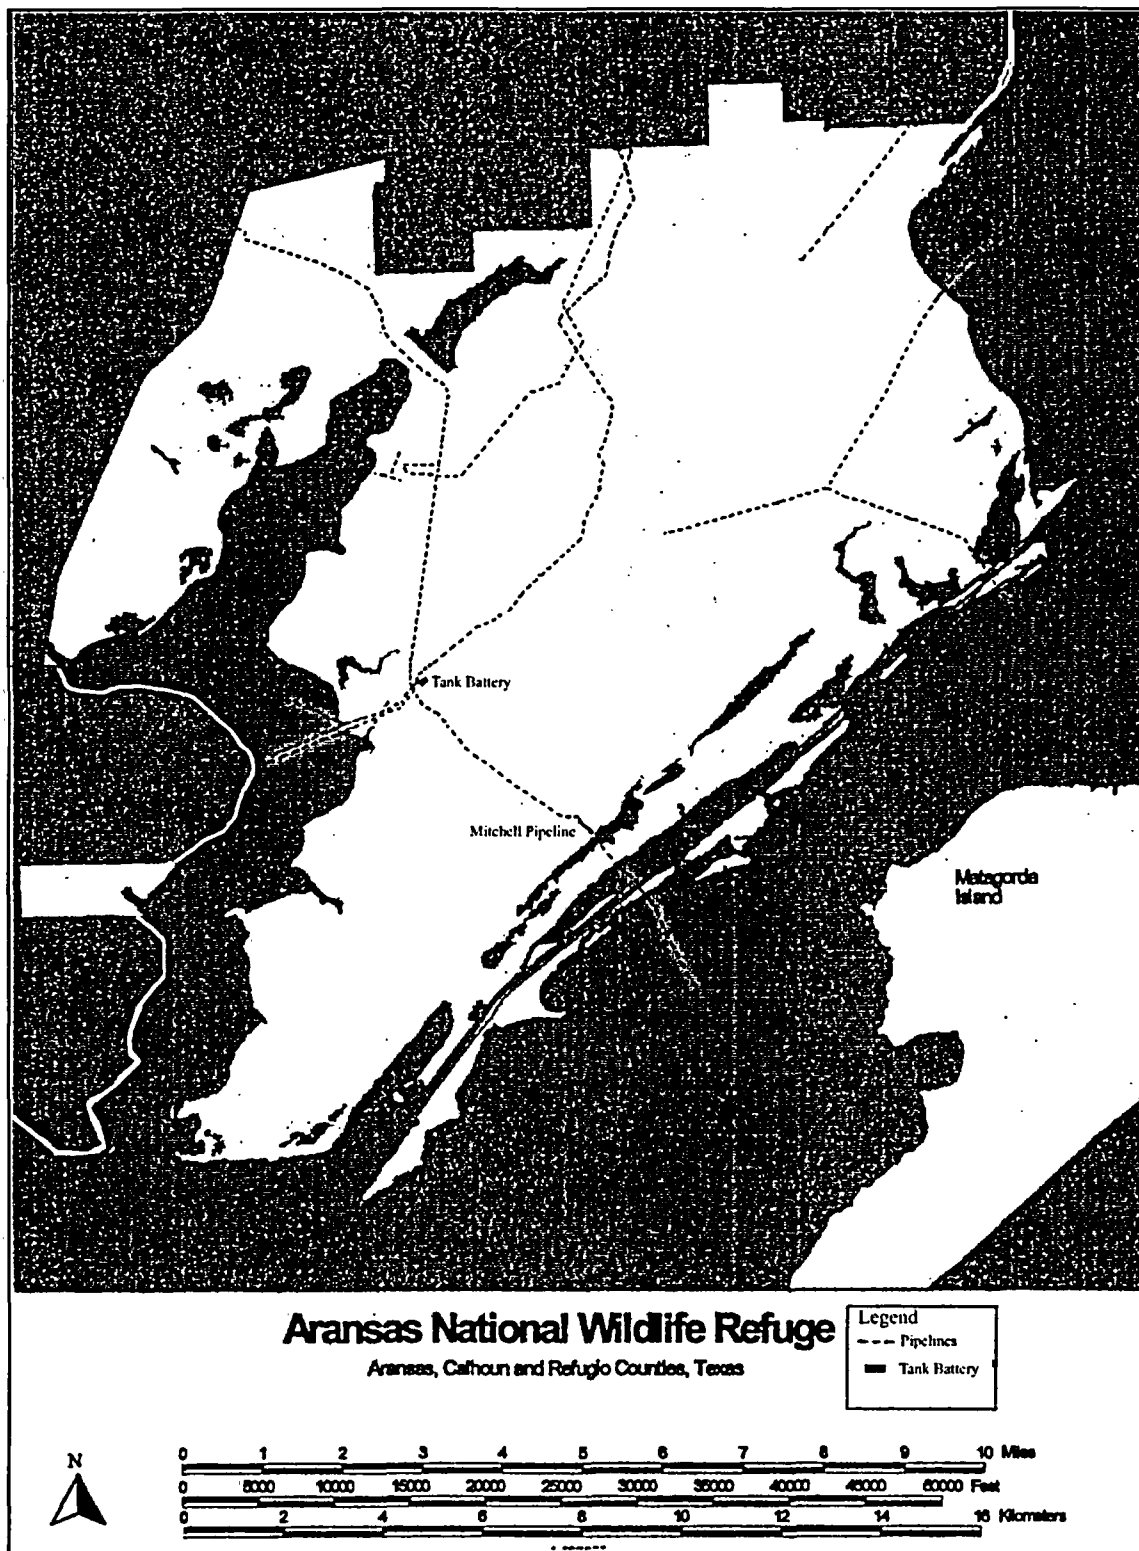 Tank Battery
Mitchell Pipeline
Matagorda
Island
Aransas National Wildlife Refuge
Aransas, Calhoun and Refugio Counties, Texas
Legend
Pipelines
Tank Battery
N
0 1 2 3 4 5 6 7 8 9 10 Miles
0 5000 10000 15000 20000 25000 30000 35000 40000 45000 50000 Feet
0 2 4 6 8 10 12 14 16 Kilometers